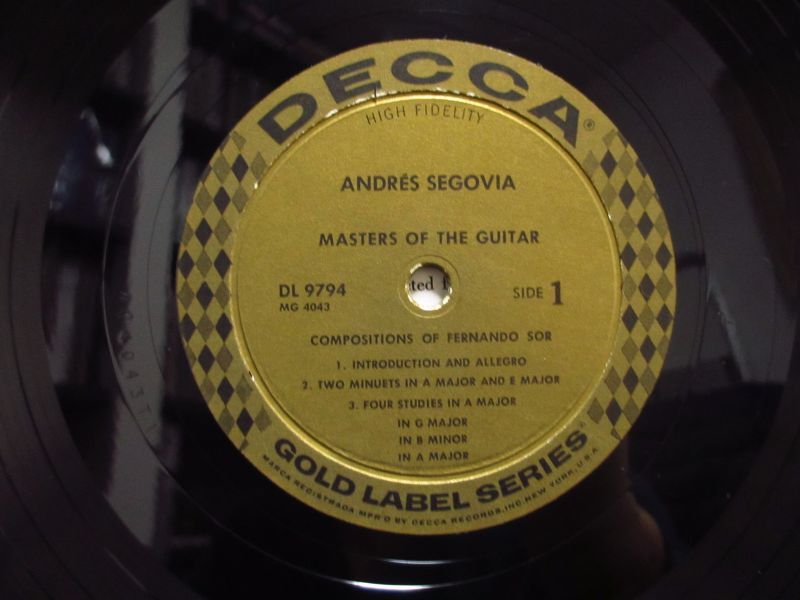 DECCA®
HIGH FIDELITY
ANDRÉS SEGOVIA
MASTERS OF THE GUITAR
DL 9794
MG 4043
ted f
SIDE 1
COMPOSITIONS OF FERNANDO SOR
1. INTRODUCTION AND ALLEGRO
2. TWO MINUETS IN A MAJOR AND E MAJOR
3. FOUR STUDIES IN A MAJOR
IN G MAJOR
IN B MINOR
IN A MAJOR
GOLD LABEL SERIES
MARCA REGISTRADA. MFR'D BY DECCA RECORDS, INC. NEW YORK, U.S.A.